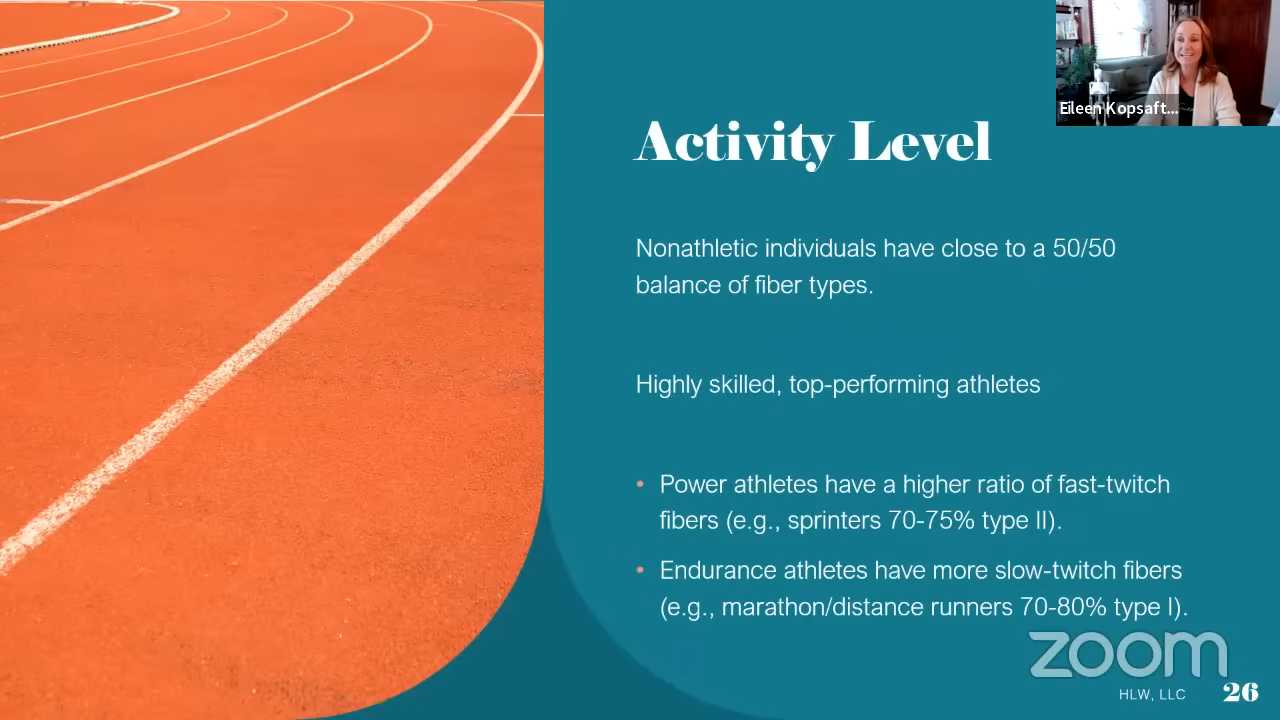 Eileen Kopsaft...
Activity Level
Nonathletic individuals have close to a 50/50
balance of fiber types.
Highly skilled, top-performing athletes
• Power athletes have a higher ratio of fast-twitch
fibers (e.g., sprinters 70-75% type II).
• Endurance athletes have more slow-twitch fibers
(e.g., marathon/distance runners 70-80% type I).
zoom
HLW, LLC
26